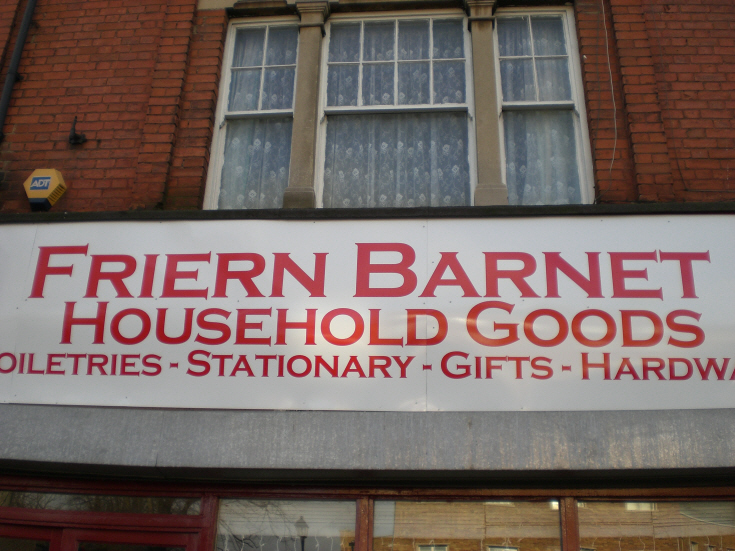 ADT
FRIERN BARNET
HOUSEHOLD GOODS
OILETRIES - STATIONARY - GIFTS - HARDWA